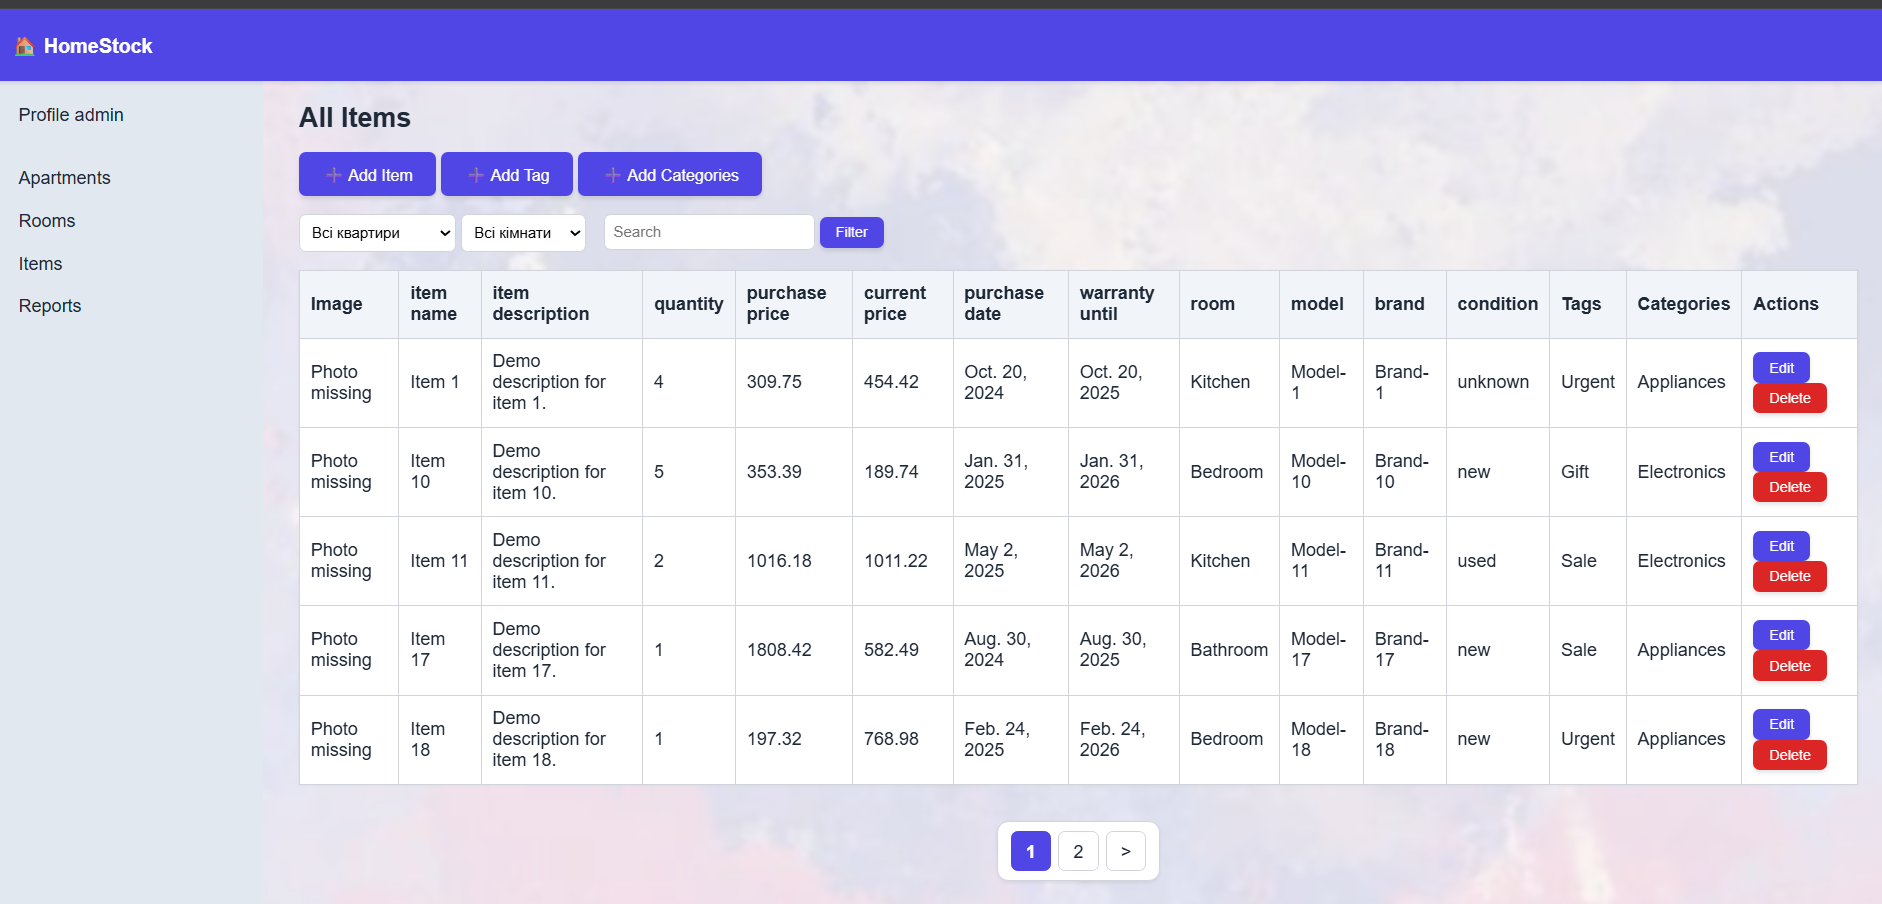 HomeStock
Profile admin
Apartments
Rooms
Items
Reports
All Items
Add Item
Add Tag
Add Categories
Всі квартири
Всі кімнати
Search
Filter
Image
item name
item description
quantity
purchase price
current price
purchase date
warranty until
room
model
brand
condition
Tags
Categories
Actions
Photo missing
Item 1
Demo description for item 1.
4
309.75
454.42
Oct. 20, 2024
Oct. 20, 2025
Kitchen
Model-1
Brand-1
unknown
Urgent
Appliances
Edit
Delete
Photo missing
Item 10
Demo description for item 10.
5
353.39
189.74
Jan. 31, 2025
Jan. 31, 2026
Bedroom
Model-10
Brand-10
new
Gift
Electronics
Edit
Delete
Photo missing
Item 11
Demo description for item 11.
2
1016.18
1011.22
May 2, 2025
May 2, 2026
Kitchen
Model-11
Brand-11
used
Sale
Electronics
Edit
Delete
Photo missing
Item 17
Demo description for item 17.
1
1808.42
582.49
Aug. 30, 2024
Aug. 30, 2025
Bathroom
Model-17
Brand-17
new
Sale
Appliances
Edit
Delete
Photo missing
Item 18
Demo description for item 18.
1
197.32
768.98
Feb. 24, 2025
Feb. 24, 2026
Bedroom
Model-18
Brand-18
new
Urgent
Appliances
Edit
Delete
1
2
>